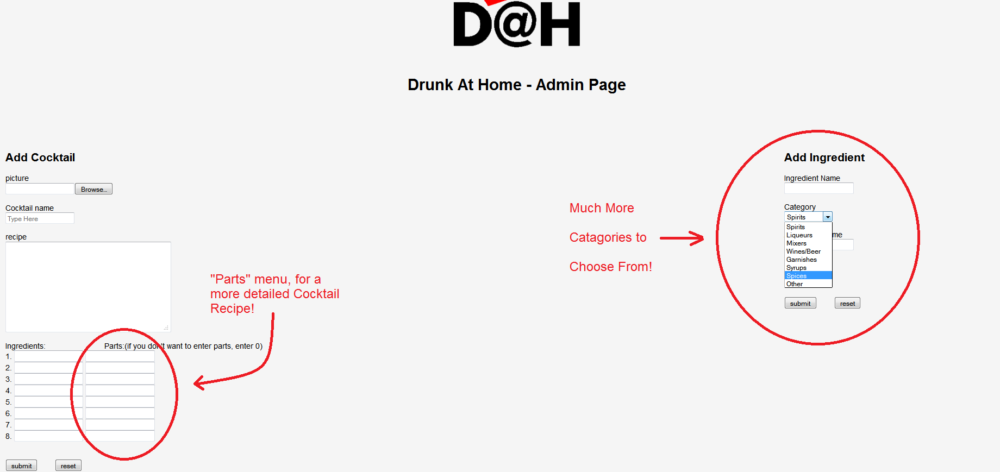 D@H
Drunk At Home - Admin Page
Add Cocktail
picture
Browse...
Cocktail name
Type Here
recipe
"Parts" menu, for a
more detailed Cocktail
Recipe!
Ingredients:
Parts:(if you don't want to enter parts, enter 0)
1.
2.
3.
4.
5.
6.
7.
8.
submit
reset
Much More
Catagories to
Choose From!
Add Ingredient
Ingredient Name
Category
Spirits
Spirits
Liqueurs
me
Mixers
Wines/Beer
Garnishes
Syrups
Spices
Other
submit
reset